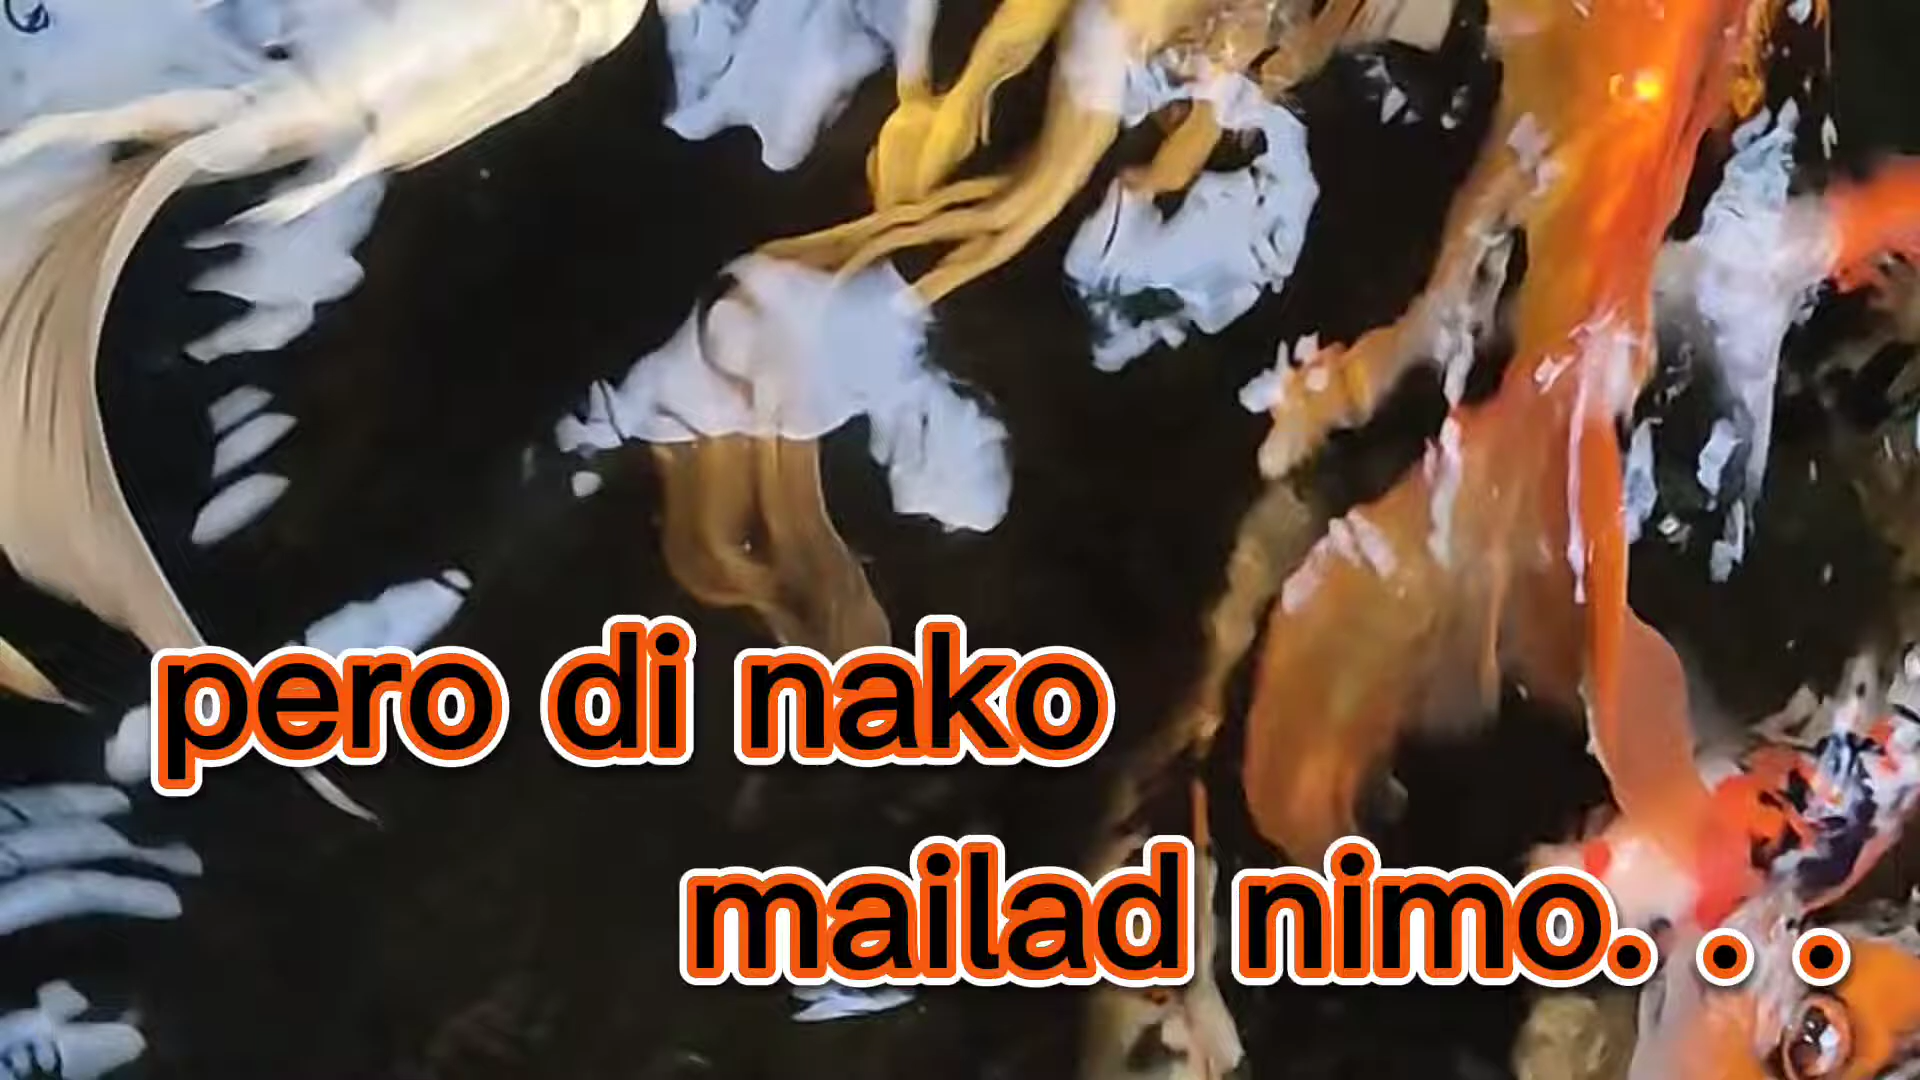 pero di nako
mailad nimo. . .